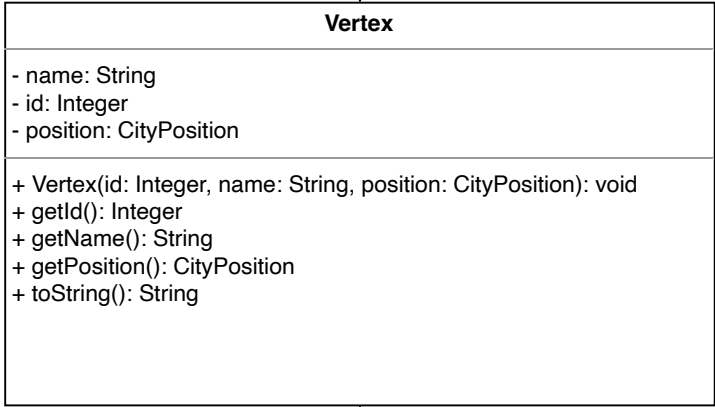 Vertex
- name: String
- id: Integer
- position: CityPosition
+ Vertex(id: Integer, name: String, position: CityPosition): void
+ getId(): Integer
+ getName(): String
+ getPosition(): CityPosition
+ toString(): String